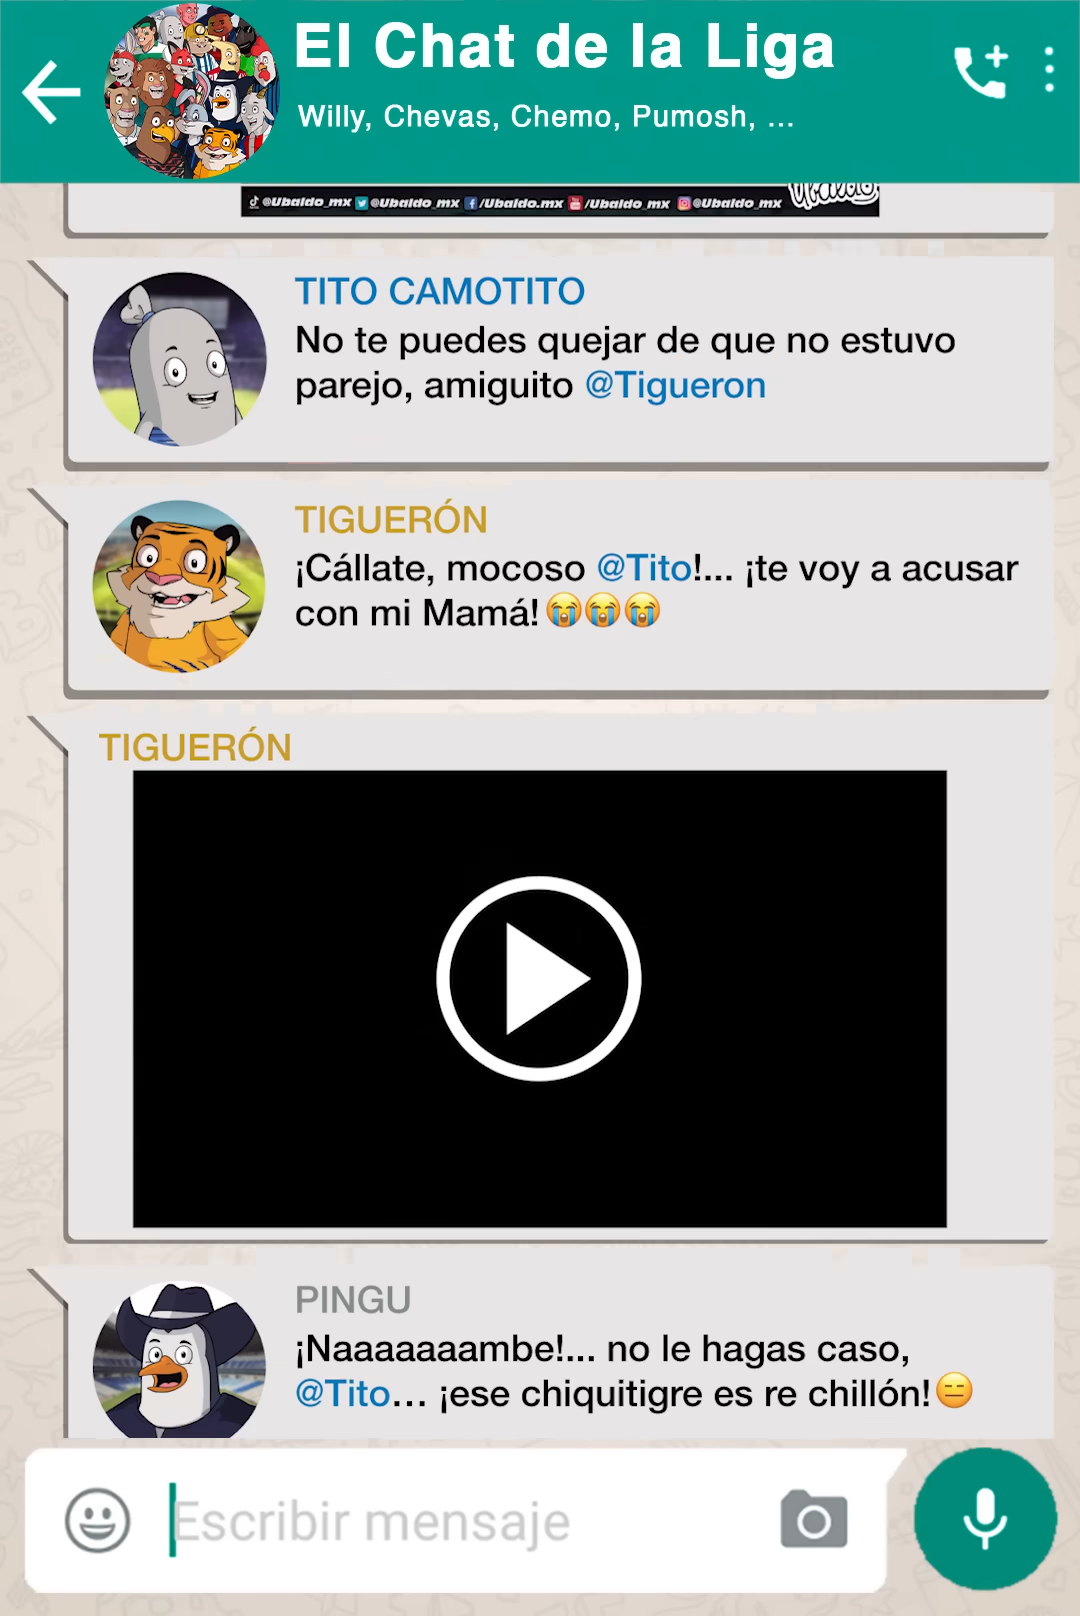 El Chat de la Liga
Willy, Chevas, Chemo, Pumosh, ...
@Ubaldo_mx @Ubaldo_mx /Ubaldo.mx /Ubaldo_mx @Ubaldo_mx Ubaldo
TITO CAMOTITO
No te puedes quejar de que no estuvo
parejo, amiguito @Tigueron
TIGUERÓN
¡Cállate, mocoso @Tito!... ¡te voy a acusar
con mi Mamá!😭😭😭
TIGUERÓN
PINGU
¡Naaaaaaambe!... no le hagas caso,
@Tito... ¡ese chiquitigre es re chillón!😑
Escribir mensaje